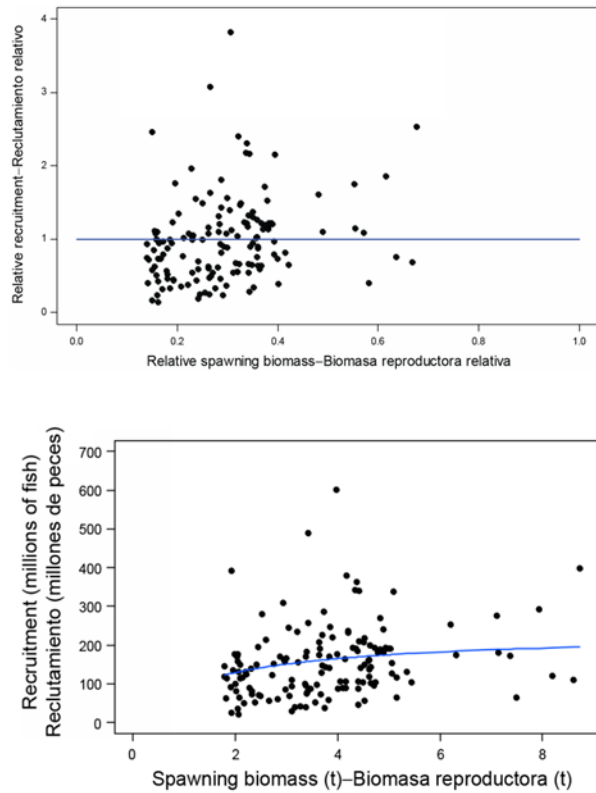 Relative recruitment–Reclutamiento relativo
4
3
2
1
0
0.0 0.2 0.4 0.6 0.8 1.0
Relative spawning biomass–Biomasa reproductora relativa
Recruitment (millions of fish)
Reclutamiento (millones de peces)
700
600
500
400
300
200
100
0
0 2 4 6 8
Spawning biomass (t)–Biomasa reproductora (t)